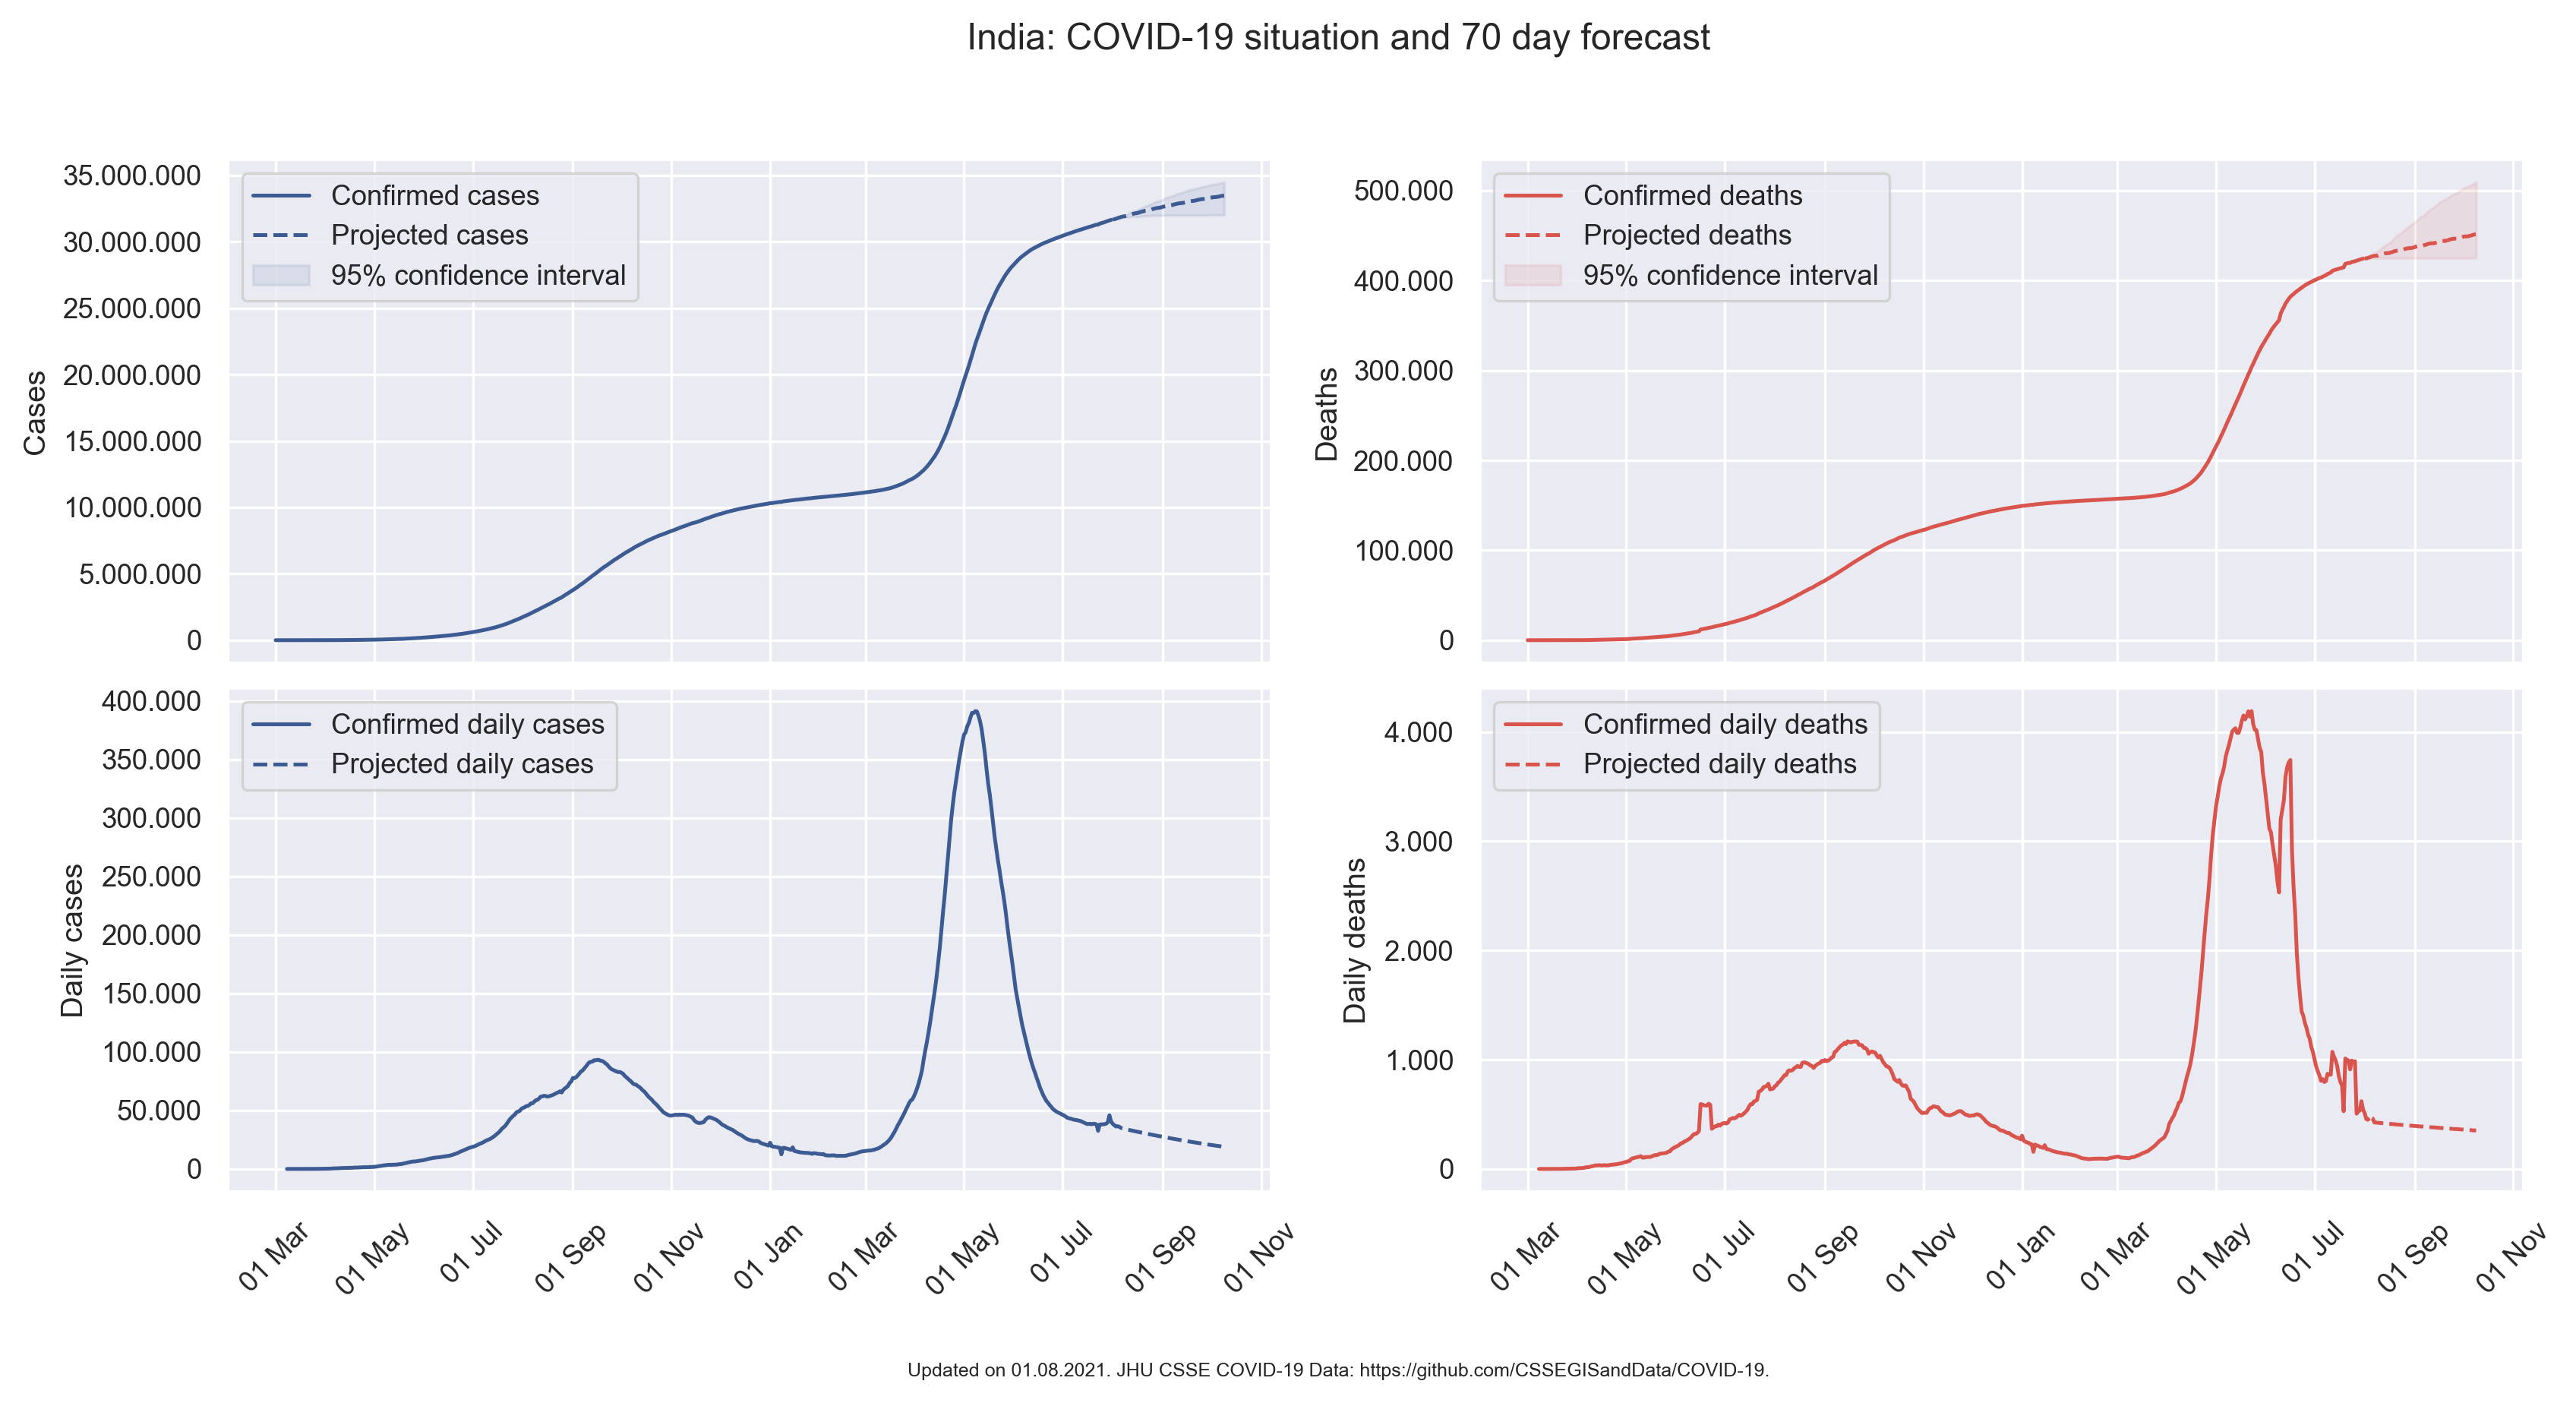 India: COVID-19 situation and 70 day forecast
35.000.000
30.000.000
25.000.000
20.000.000
15.000.000
10.000.000
5.000.000
0
Cases
Confirmed cases
Projected cases
95% confidence interval
500.000
400.000
300.000
200.000
100.000
0
Deaths
Confirmed deaths
Projected deaths
95% confidence interval
400.000
350.000
300.000
250.000
200.000
150.000
100.000
50.000
0
Daily cases
Confirmed daily cases
Projected daily cases
01 Mar
01 May
01 Jul
01 Sep
01 Nov
01 Jan
01 Mar
01 May
01 Jul
01 Sep
01 Nov
4.000
3.000
2.000
1.000
0
Daily deaths
Confirmed daily deaths
Projected daily deaths
01 Mar
01 May
01 Jul
01 Sep
01 Nov
01 Jan
01 Mar
01 May
01 Jul
01 Sep
01 Nov
Updated on 01.08.2021. JHU CSSE COVID-19 Data: https://github.com/CSSEGISandData/COVID-19.